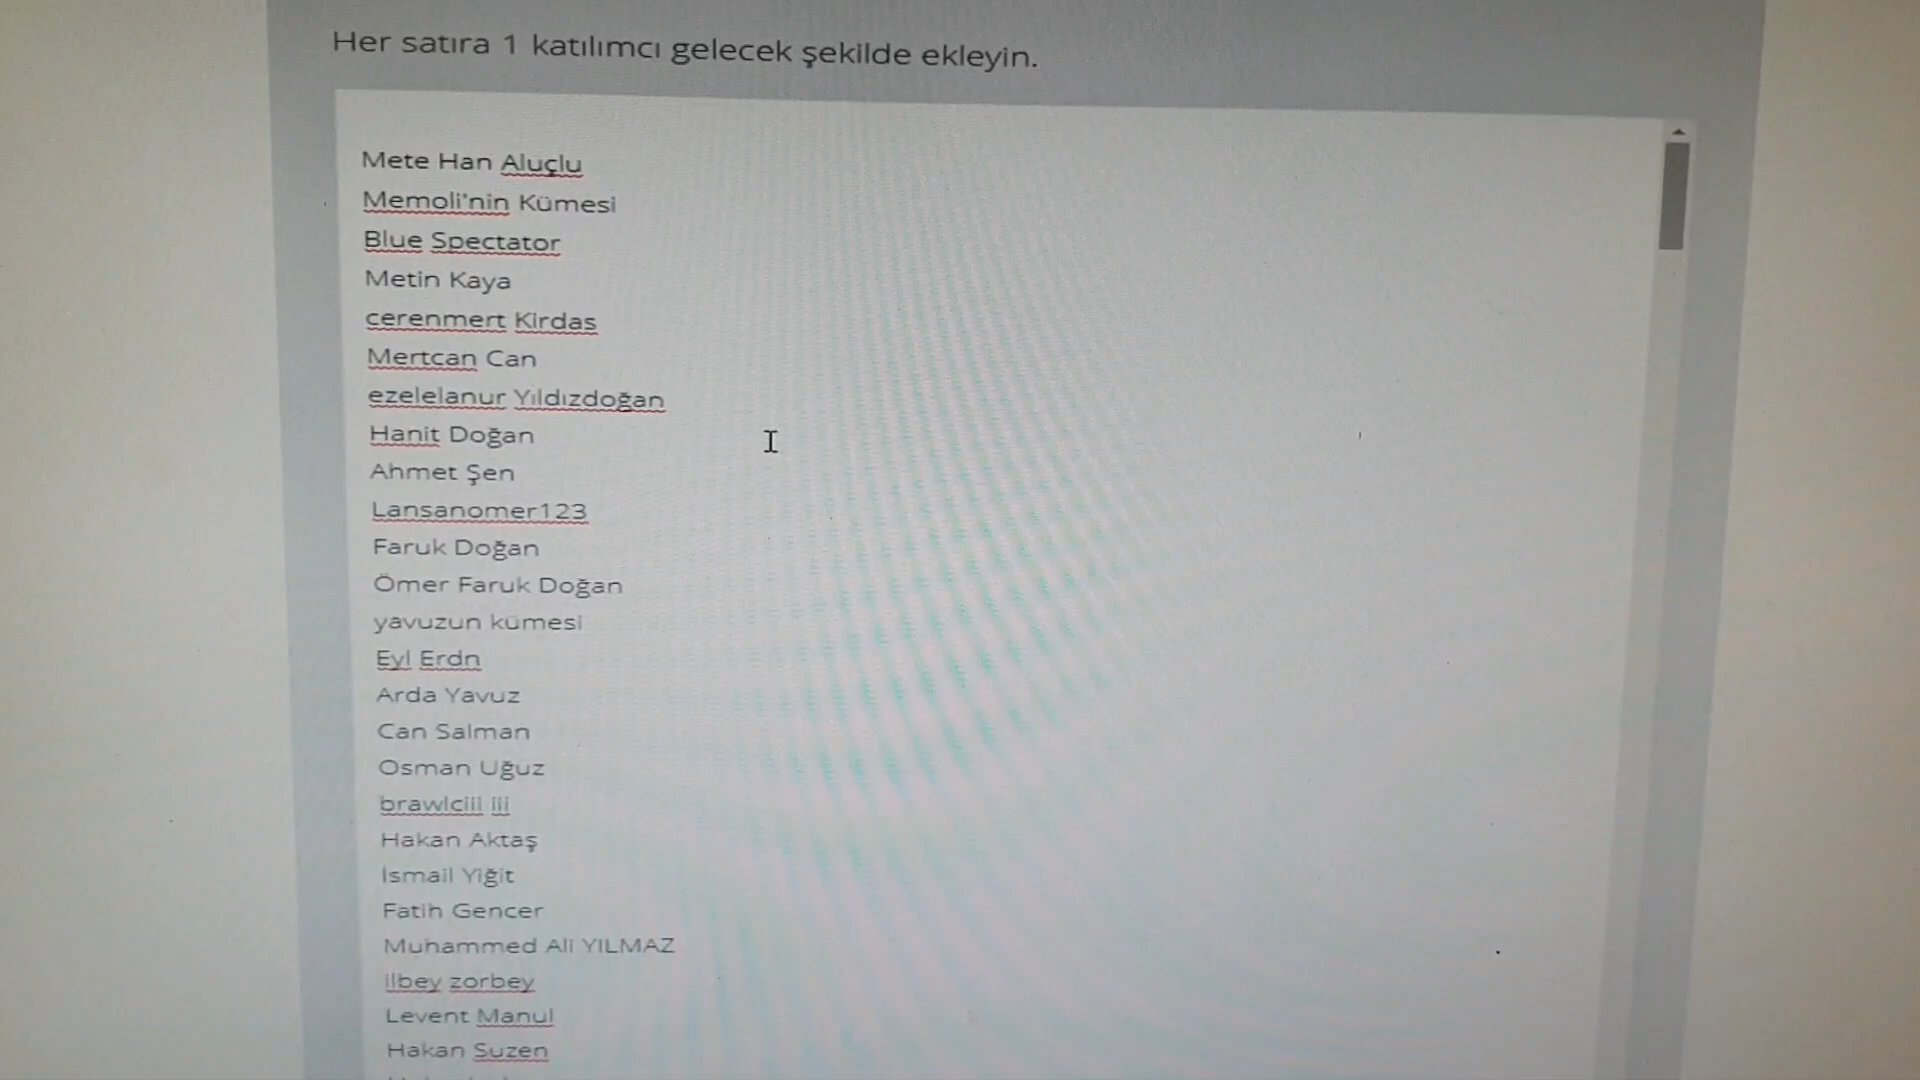 Her satıra 1 katılımcı gelecek şekilde ekleyin.
Mete Han Aluçlu
Memoli'nin Kümesi
Blue Spectator
Metin Kaya
cerenmert Kirdas
Mertcan Can
ezelelanur Yıldızdoğan
Hanit Doğan
Ahmet Şen
Lansanomer123
Faruk Doğan
Ömer Faruk Doğan
yavuzun kümesi
Eyl Erdn
Arda Yavuz
Can Salman
Osman Uğuz
brawlciii iii
Hakan Aktaş
İsmail Yiğit
Fatih Gencer
Muhammed Ali YILMAZ
ilbey zorbey
Levent Manul
Hakan Suzen